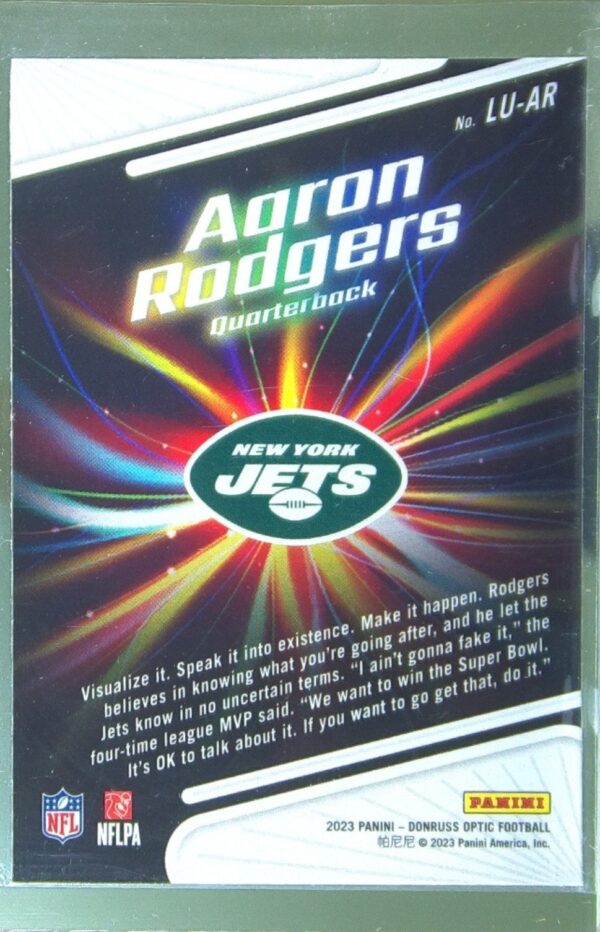 No. LU-AR
Aaron
Rodgers
Quarterback
NEW YORK
JETS
Visualize it. Speak it into existence. Make it happen. Rodgers
believes in knowing what you're going after, and he let the
Jets know in no uncertain terms. "I ain't gonna fake it," the
four-time league MVP said. "We want to win the Super Bowl.
It's OK to talk about it. If you want to go get that, do it."
NFL
NFLPA
PANINI
2023 PANINI – DONRUSS OPTIC FOOTBALL
帕尼尼 © 2023 Panini America, Inc.